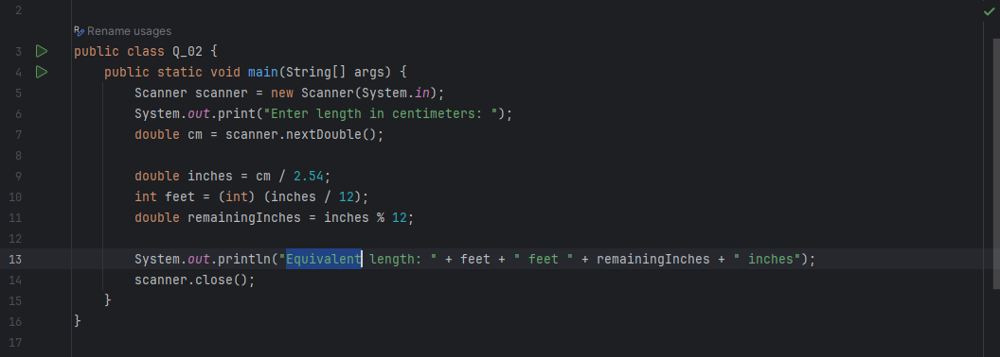 2
Rename usages
3 public class Q_02 {
4 public static void main(String[] args) {
5 Scanner scanner = new Scanner(System.in);
6 System.out.print("Enter length in centimeters: ");
7 double cm = scanner.nextDouble();
8
9 double inches = cm / 2.54;
10 int feet = (int) (inches / 12);
11 double remainingInches = inches % 12;
12
13 System.out.println("Equivalent length: " + feet + " feet " + remainingInches + " inches");
14 scanner.close();
15 }
16 }
17